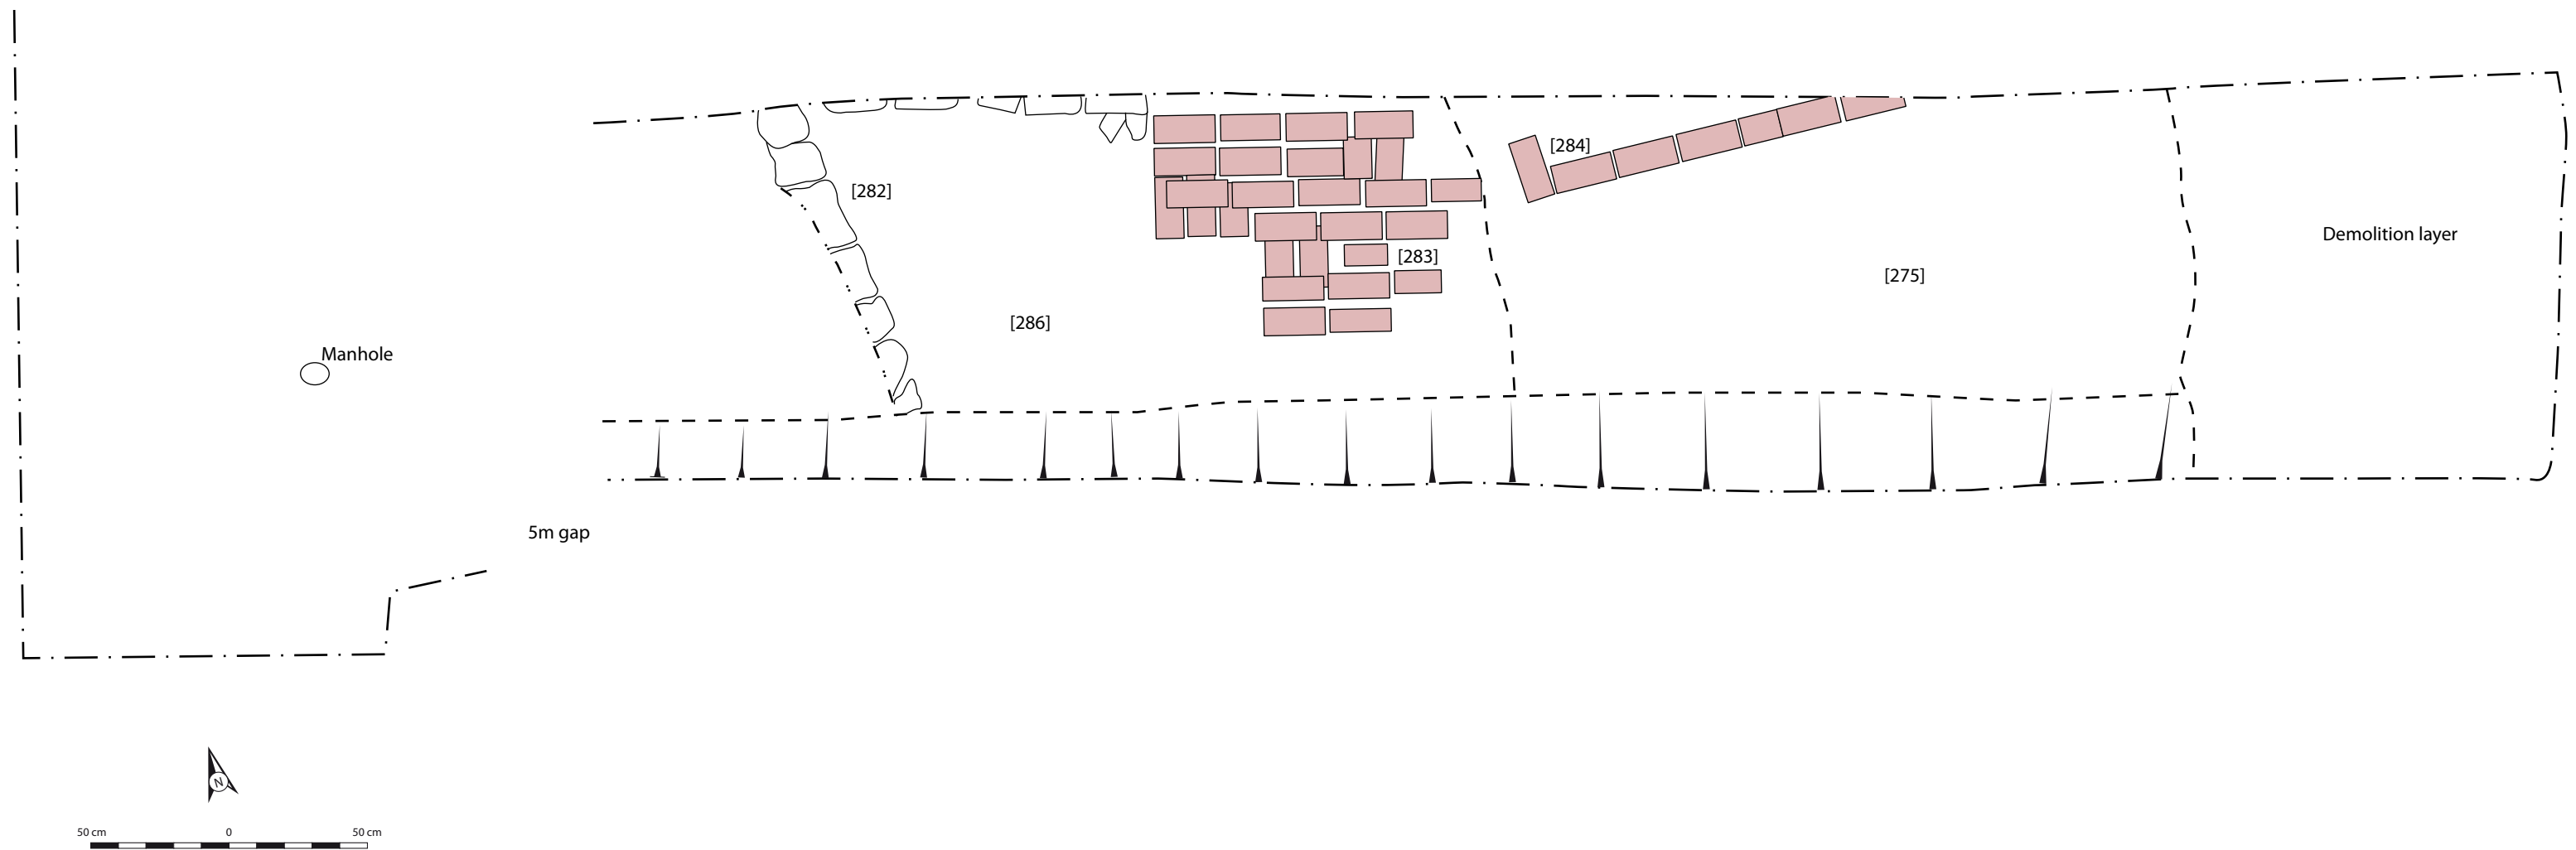 [284]
[282]
Demolition layer
[283]
[275]
[286]
Manhole
5m gap
N
50 cm 0 50 cm